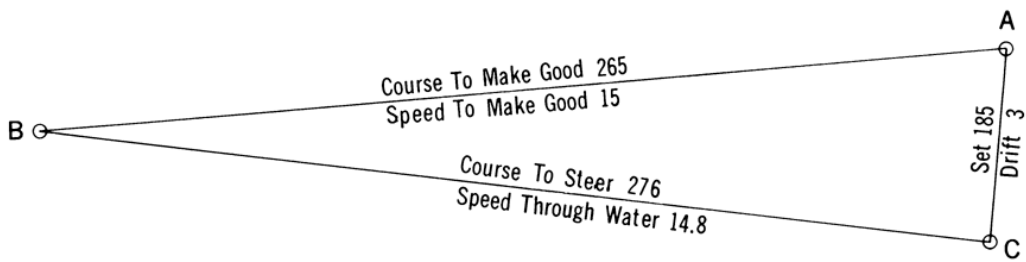 A
Course To Make Good 265
Speed To Make Good 15
B
Set 185
Drift 3
Course To Steer 276
Speed Through Water 14.8
C